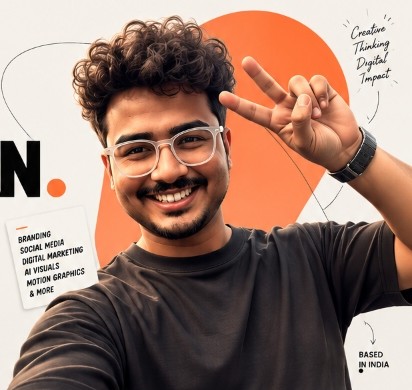 Creative
Thinking
Digital
Impact
N.
BRANDING
SOCIAL MEDIA
DIGITAL MARKETING
AI VISUALS
MOTION GRAPHICS
& MORE
BASED
IN INDIA